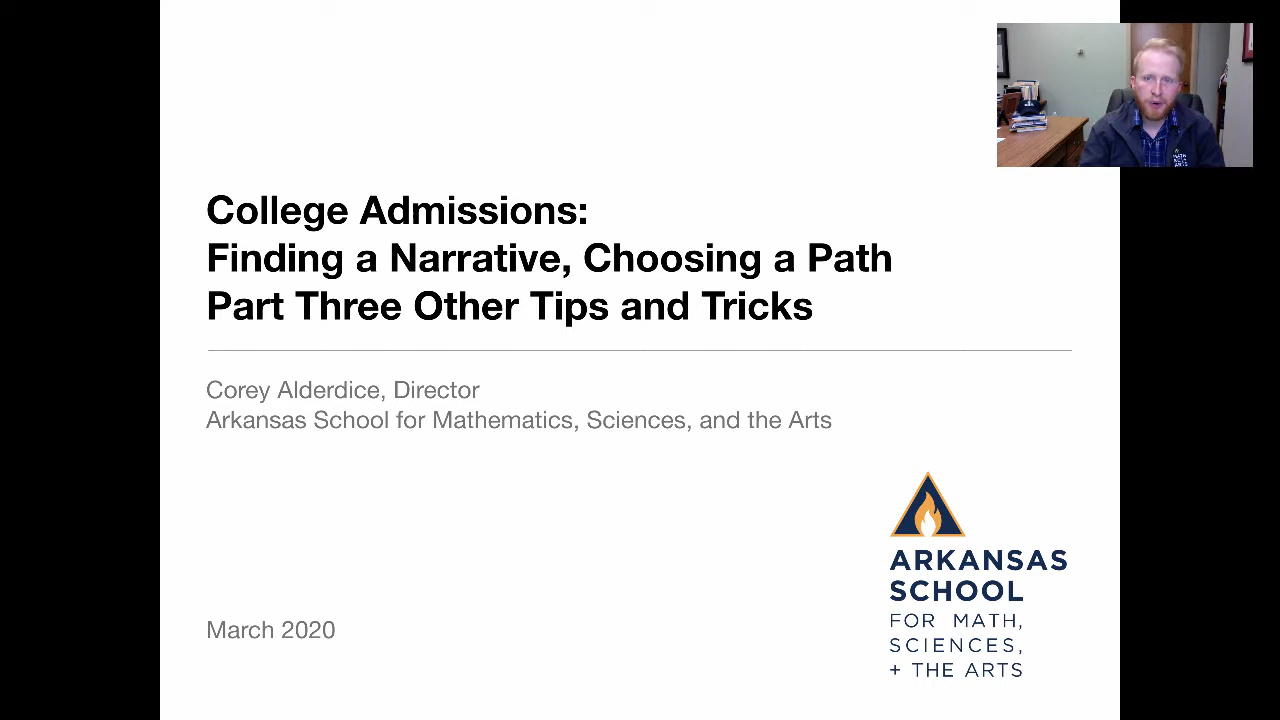 College Admissions:
Finding a Narrative, Choosing a Path
Part Three Other Tips and Tricks
Corey Alderdice, Director
Arkansas School for Mathematics, Sciences, and the Arts
March 2020
ARKANSAS
SCHOOL
FOR MATH,
SCIENCES,
+ THE ARTS